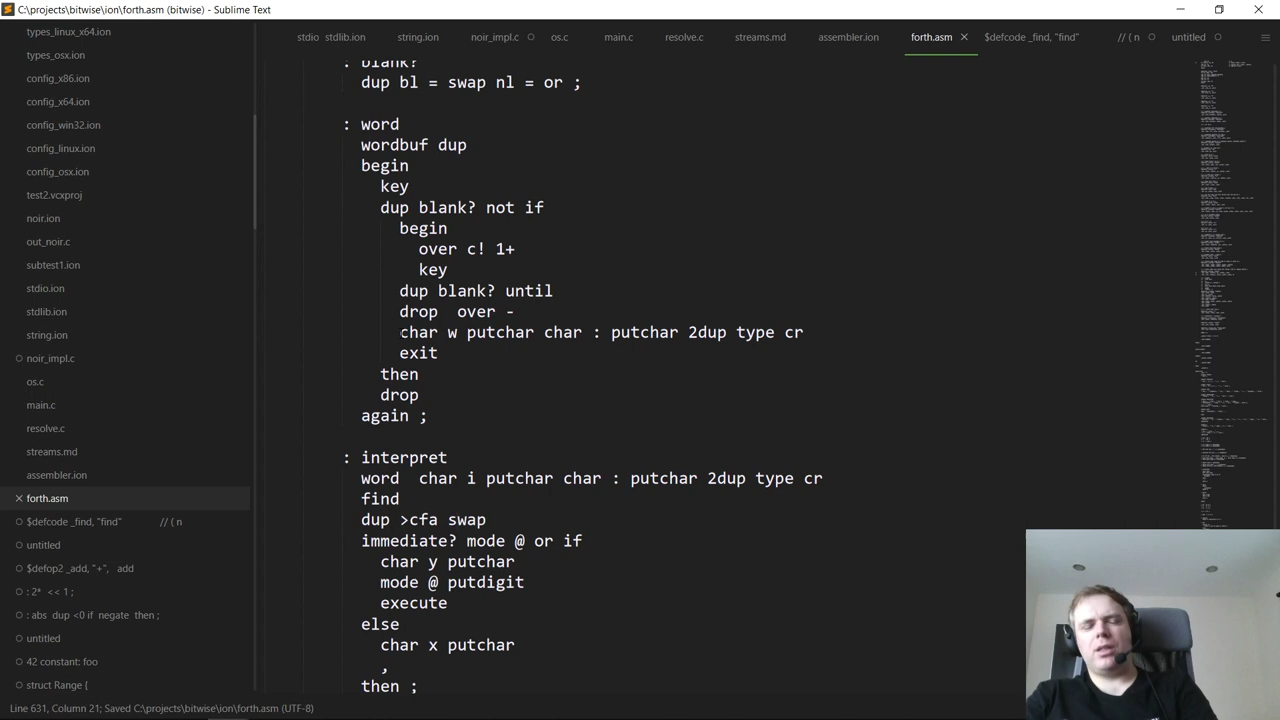 C:\projects\bitwise\ion\forth.asm (bitwise) - Sublime Text
types_linux_x64.ion
types_osx.ion
config_x86.ion
config_x64.ion
config_win32.ion
config_linux.ion
config_osx.ion
test2.vcxproj
noir.ion
out_noir.c
subtest1.ion
stdio.ion
stdlib.ion
string.ion
noir_impl.c
os.c
main.c
resolve.c
streams.md
assembler.ion
forth.asm
$defcode _find, "find" // ( n
untitled
$defop2 _add, "+", add
: 2* << 1 ;
: abs dup <0 if negate then ;
untitled
42 constant: foo
struct Range {
stdio stdlib.ion string.ion noir_impl.c os.c main.c resolve.c streams.md assembler.ion forth.asm $defcode _find, "find" // ( n untitled
: blank?
dup bl = swap nl = or ;
: word
wordbuf dup
begin
key
dup blank? not if
begin
over c! 1+
key
dup blank? until
drop over -
char w putchar char : putchar 2dup type cr
exit
then
drop
again ;
: interpret
word char i putchar char : putchar 2dup type cr
find
dup >cfa swap
immediate? mode @ or if
char y putchar
mode @ putdigit
execute
else
char x putchar
,
then ;
Line 631, Column 21; Saved C:\projects\bitwise\ion\forth.asm (UTF-8)